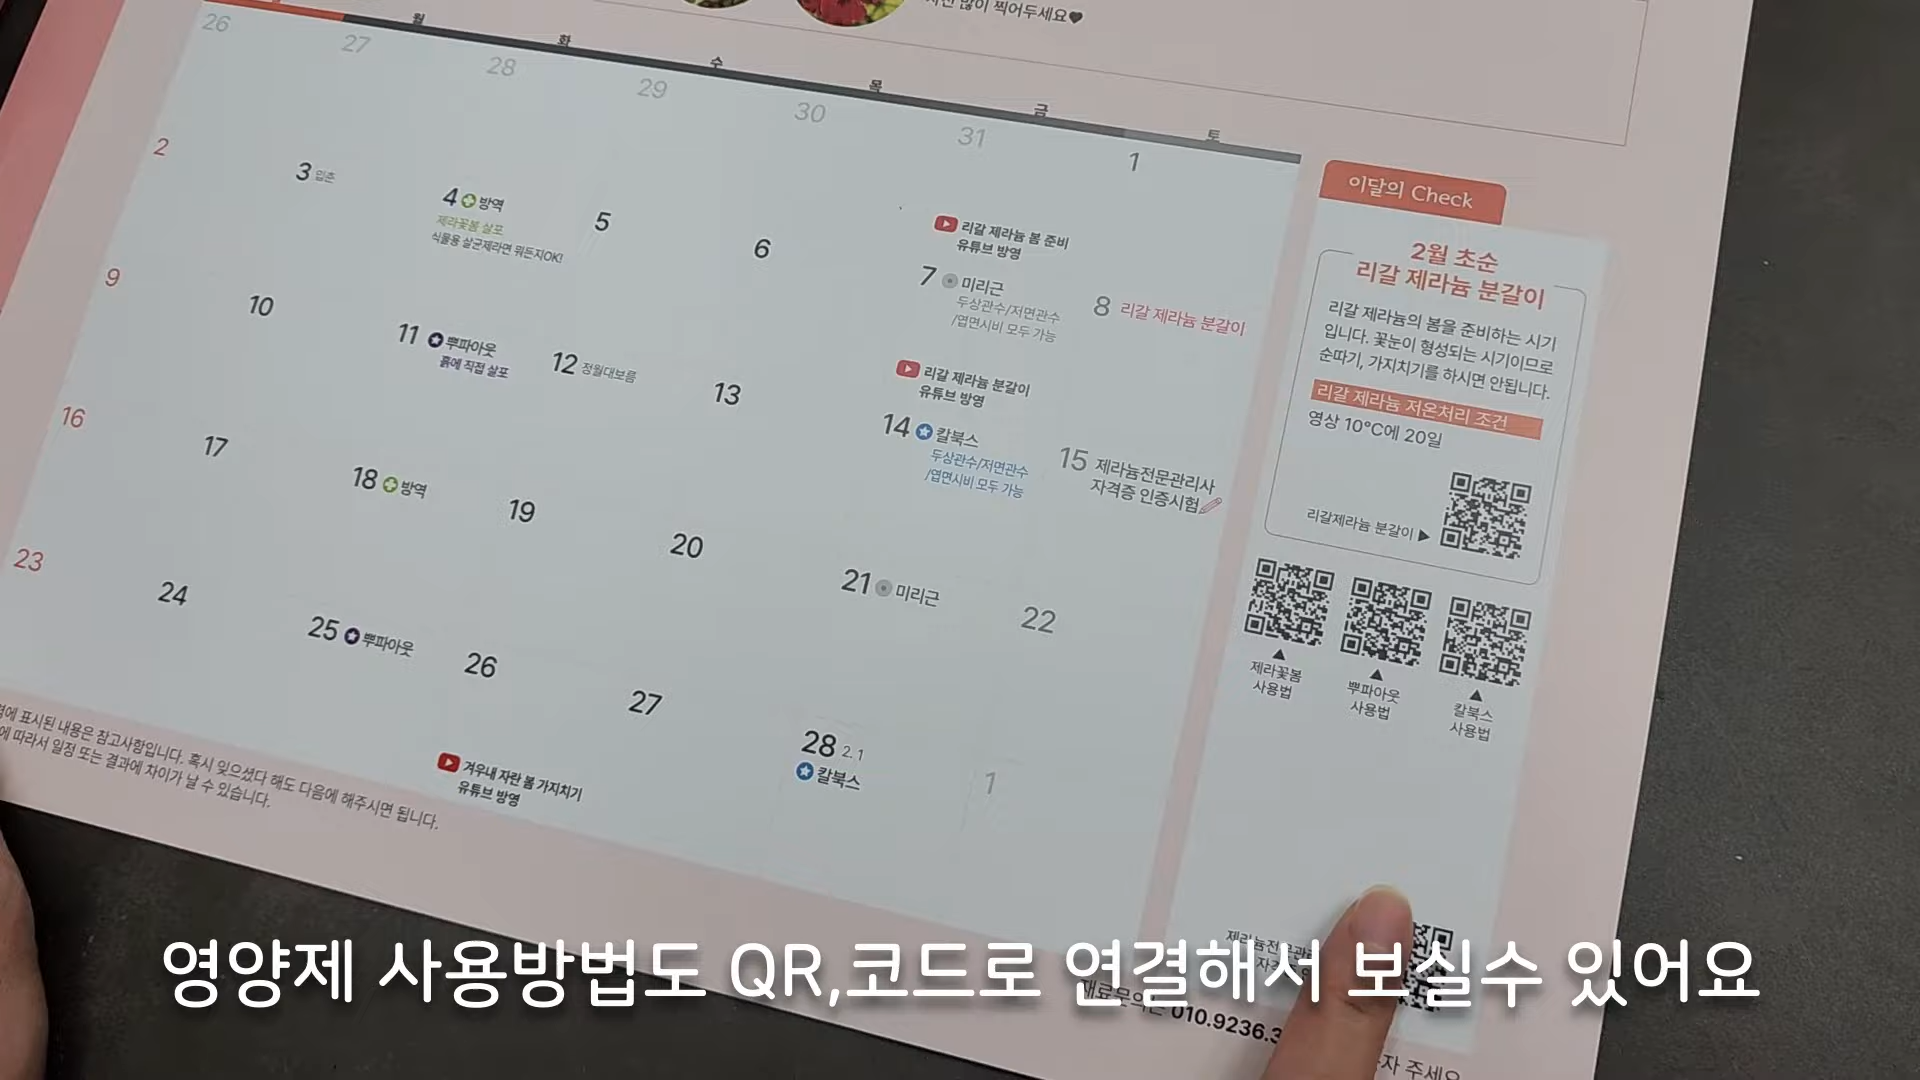 많이 찍어두세요♥
월 화 수 목 금 토
26 27 28 29 30 31 1
2 3 입춘 4 방역 5 6 7 미리근 8 리갈 제라늄 분갈이
제라꽃봄 살포
식물용 살균제라면 뭐든지OK!
리갈 제라늄 봄 준비
유튜브 방영
두상관수/저면관수
/엽면시비 모두 가능
9 10 11 뿌파아웃 12 정월대보름 13 14 칼북스 15 제라늄전문관리사
자격증 인증시험
흙에 직접 살포
리갈 제라늄 분갈이
유튜브 방영
두상관수/저면관수
/엽면시비 모두 가능
16 17 18 방역 19 20 21 미리근 22
23 24 25 뿌파아웃 26 27 28 2.1 1
칼북스
겨우내 자란 봄 가지치기
유튜브 방영
에 표시된 내용은 참고사항입니다. 혹시 잊으셨다 해도 다음에 해주시면 됩니다.
에 따라서 일정 또는 결과에 차이가 날 수 있습니다.
이달의 Check
2월 초순
리갈 제라늄 분갈이
리갈 제라늄의 봄을 준비하는 시기
입니다. 꽃눈이 형성되는 시기이므로
순따기, 가지치기를 하시면 안됩니다.
리갈 제라늄 저온처리 조건
영상 10°C에 20일
리갈제라늄 분갈이 ▶
▲ ▲ ▲
제라꽃봄 뿌파아웃 칼북스
사용법 사용법 사용법
010.9236.3
주세요
영양제 사용방법도 QR,코드로 연결해서 보실수 있어요